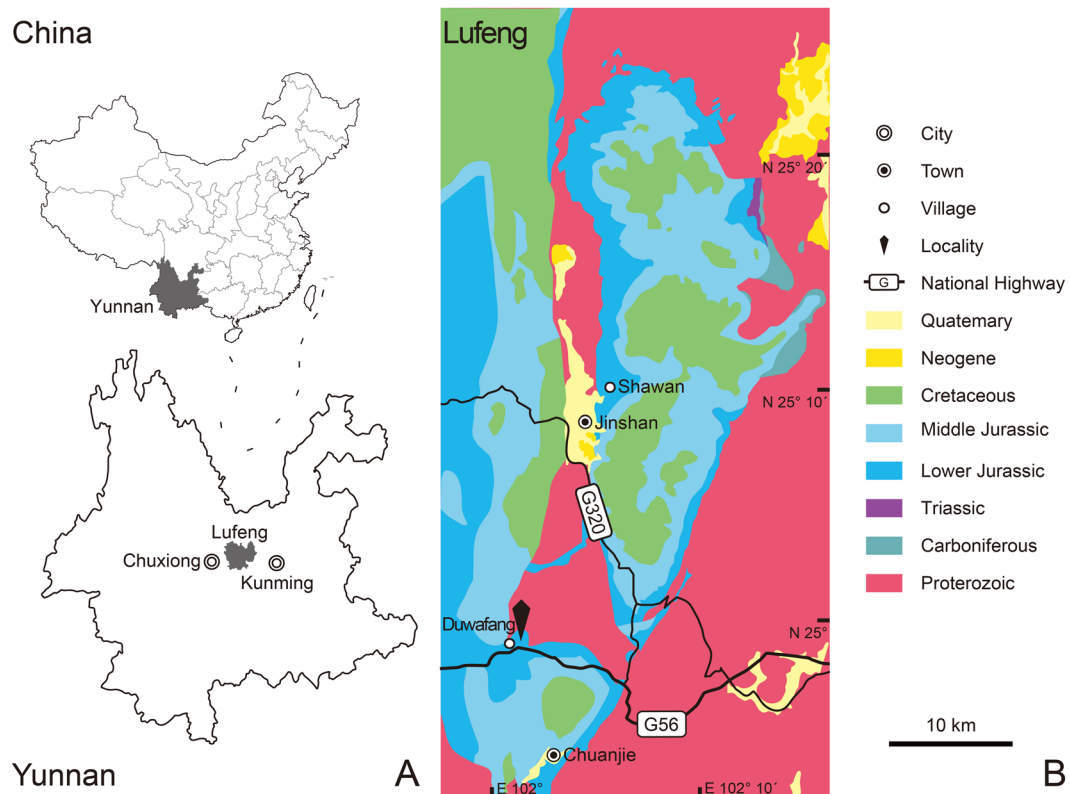 China
Yunnan
Lufeng
Chuxiong
Kunming
Yunnan
A
Lufeng
N 25° 20´
Shawan
N 25° 10´
Jinshan
G320
Duwafang
N 25°
G56
Chuanjie
E 102°
E 102° 10´
City
Town
Village
Locality
G
National Highway
Quatemary
Neogene
Cretaceous
Middle Jurassic
Lower Jurassic
Triassic
Carboniferous
Proterozoic
10 km
B